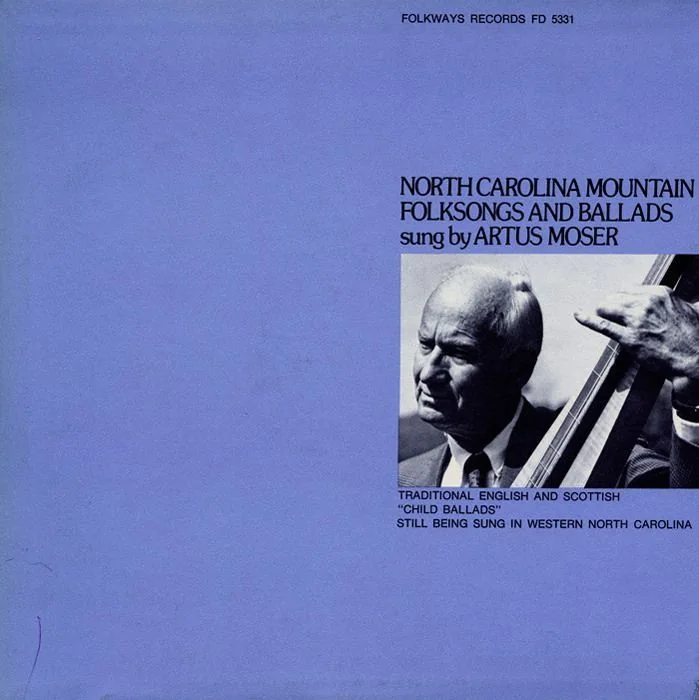 FOLKWAYS RECORDS FD 5331
NORTH CAROLINA MOUNTAIN
FOLKSONGS AND BALLADS
sung by ARTUS MOSER
TRADITIONAL ENGLISH AND SCOTTISH
"CHILD BALLADS"
STILL BEING SUNG IN WESTERN NORTH CAROLINA